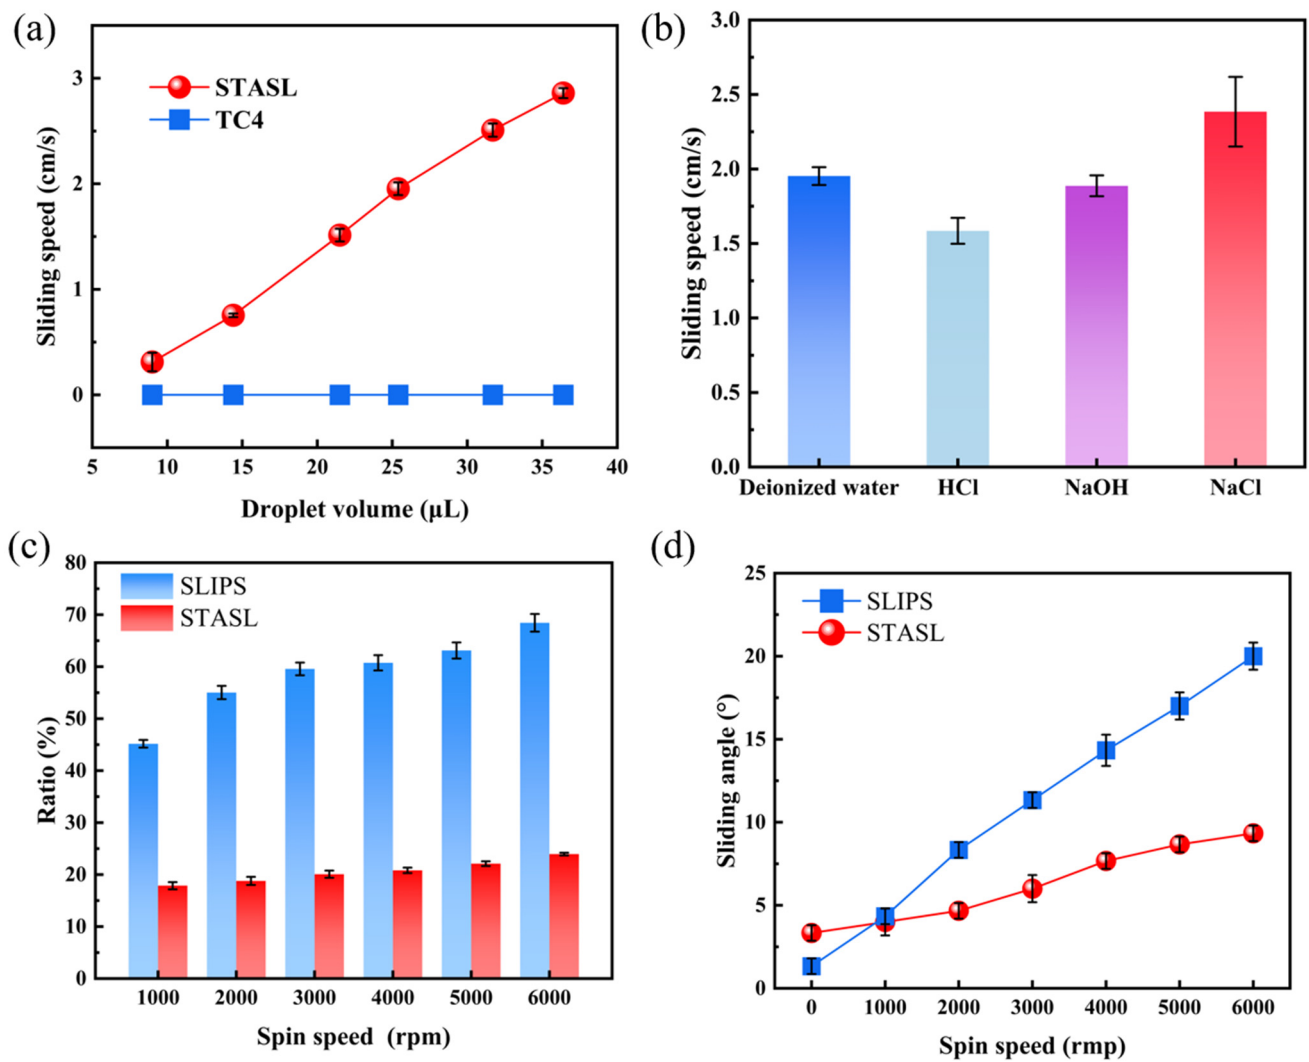 (a)
3
2
1
0
Sliding speed (cm/s)
STASL
TC4
5 10 15 20 25 30 35 40
Droplet volume (μL)
(b)
3.0
2.5
2.0
1.5
1.0
0.5
0.0
Sliding speed (cm/s)
Deionized water HCl NaOH NaCl
(c)
80
70
60
50
40
30
20
10
0
Ratio (%)
SLIPS
STASL
1000 2000 3000 4000 5000 6000
Spin speed (rpm)
(d)
25
20
15
10
5
0
Sliding angle (°)
SLIPS
STASL
0 1000 2000 3000 4000 5000 6000
Spin speed (rmp)